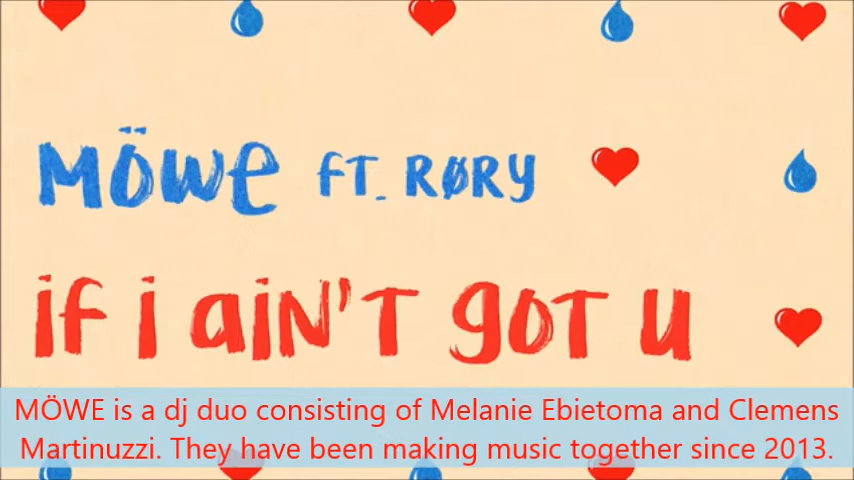 MÖWE FT. RØRY
if i AiN'T GOT U
MÖWE is a dj duo consisting of Melanie Ebietoma and Clemens
Martinuzzi. They have been making music together since 2013.